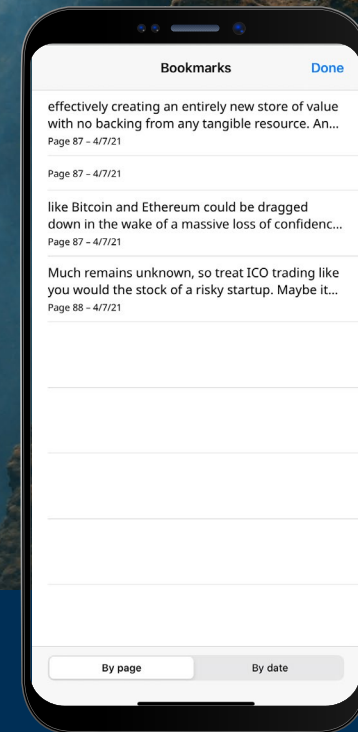 Bookmarks
Done
effectively creating an entirely new store of value
with no backing from any tangible resource. An...
Page 87 – 4/7/21
Page 87 – 4/7/21
like Bitcoin and Ethereum could be dragged
down in the wake of a massive loss of confidenc...
Page 87 – 4/7/21
Much remains unknown, so treat ICO trading like
you would the stock of a risky startup. Maybe it...
Page 88 – 4/7/21
By page
By date